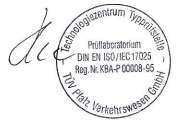 Technologiezentrum Typprüfstelle
Prüflaboratorium
DIN EN ISO/IEC 17025
Reg. Nr. KBA-P 00008-95
TÜV Pfalz Verkehrswesen GmbH